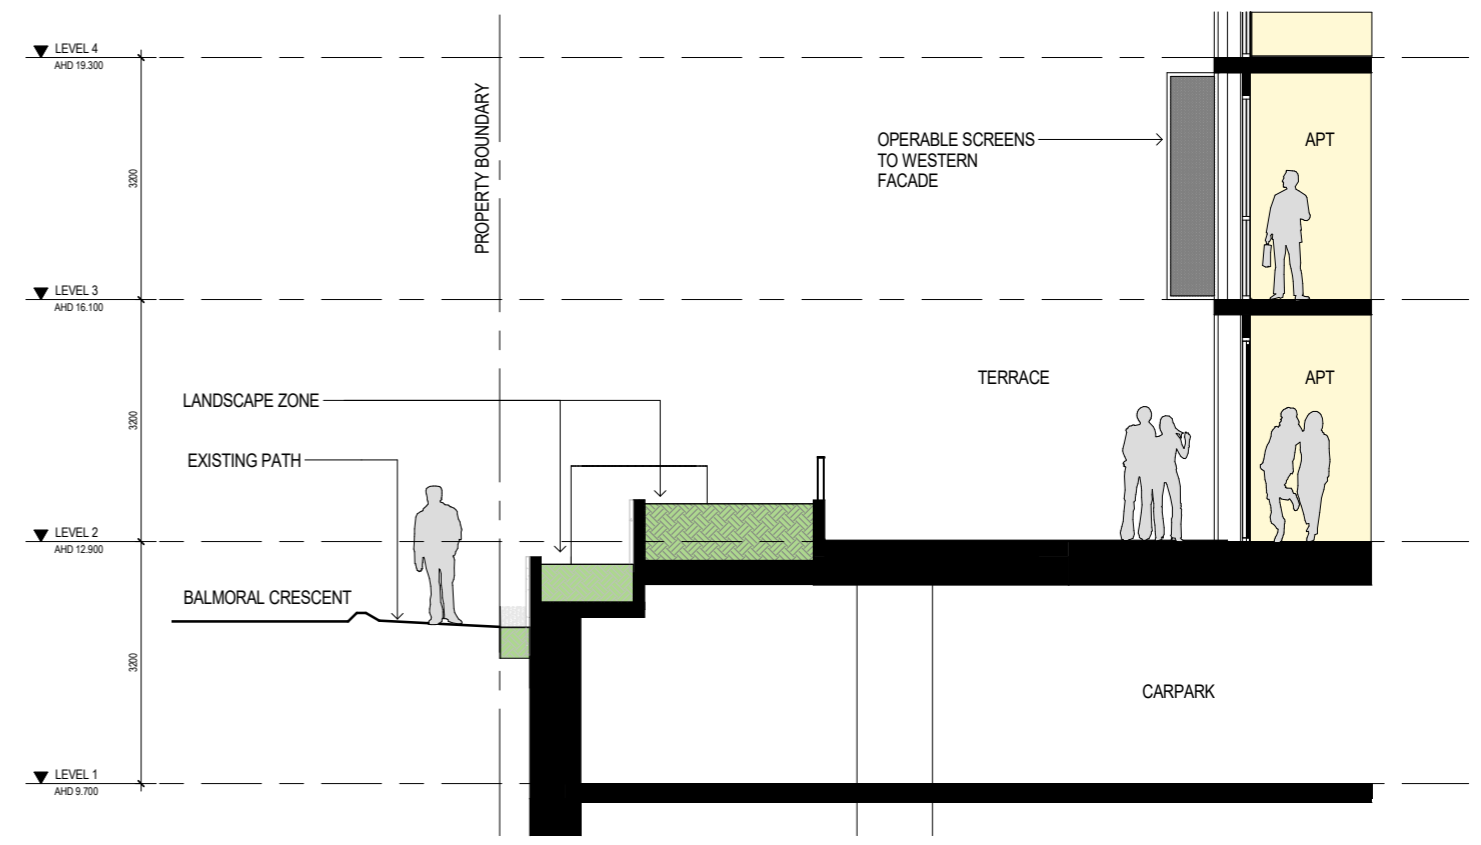 LEVEL 4
AHD 19.300
3200
PROPERTY BOUNDARY
OPERABLE SCREENS
TO WESTERN
FACADE
APT
LEVEL 3
AHD 16.100
3200
TERRACE
APT
LANDSCAPE ZONE
EXISTING PATH
LEVEL 2
AHD 12.900
BALMORAL CRESCENT
3200
CARPARK
LEVEL 1
AHD 9.700